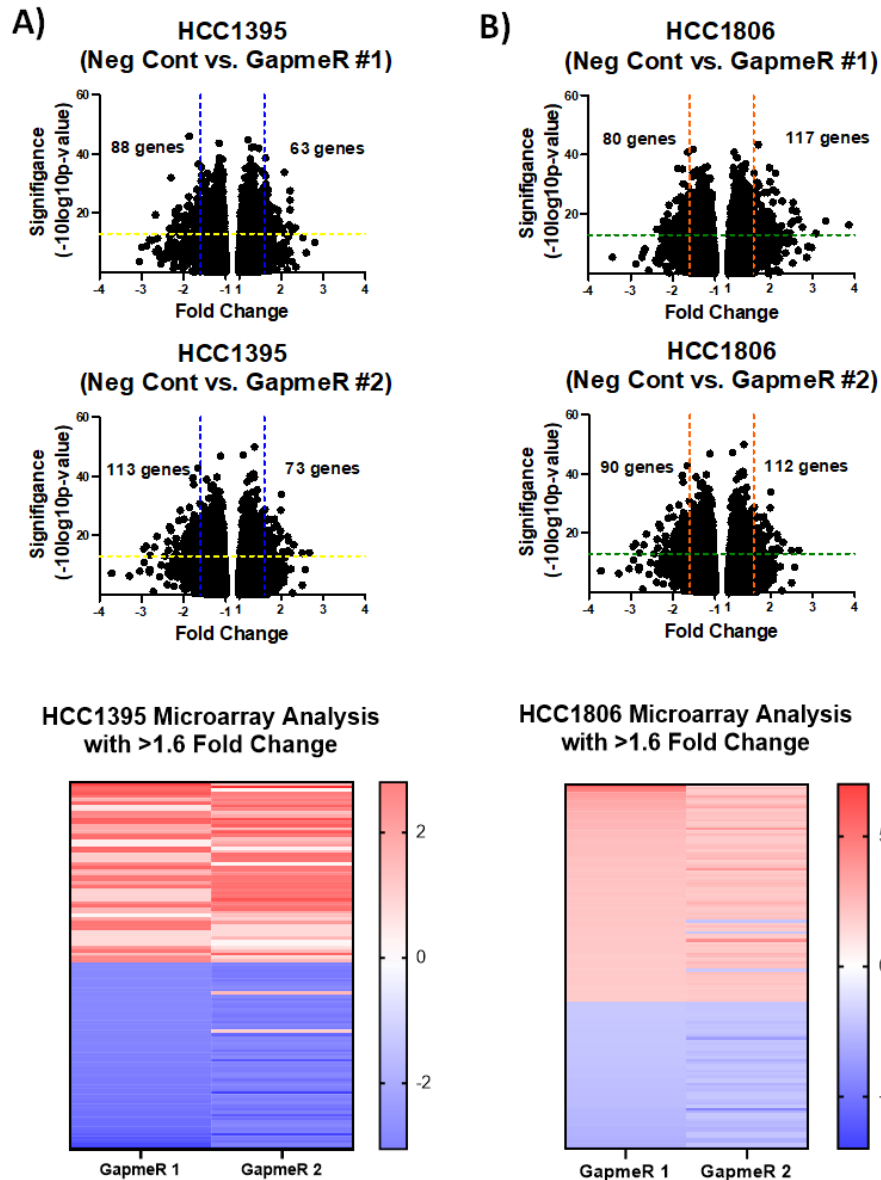 A)
HCC1395
(Neg Cont vs. GapmeR #1)
Signifigance
(-10log10p-value)
60
40
20
88 genes
63 genes
-4
-3
-2
-1
1
2
3
4
Fold Change
HCC1395
(Neg Cont vs. GapmeR #2)
Signifigance
(-10log10p-value)
60
40
20
113 genes
73 genes
-4
-3
-2
-1
1
2
3
4
Fold Change
HCC1395 Microarray Analysis
with >1.6 Fold Change
2
0
-2
GapmeR 1
GapmeR 2
B)
HCC1806
(Neg Cont vs. GapmeR #1)
Signifigance
(-10log10p-value)
60
40
20
80 genes
117 genes
-4
-3
-2
-1
1
2
3
4
Fold Change
HCC1806
(Neg Cont vs. GapmeR #2)
Signifigance
(-10log10p-value)
60
40
20
90 genes
112 genes
-4
-3
-2
-1
1
2
3
4
Fold Change
HCC1806 Microarray Analysis
with >1.6 Fold Change
5
0
GapmeR 1
GapmeR 2